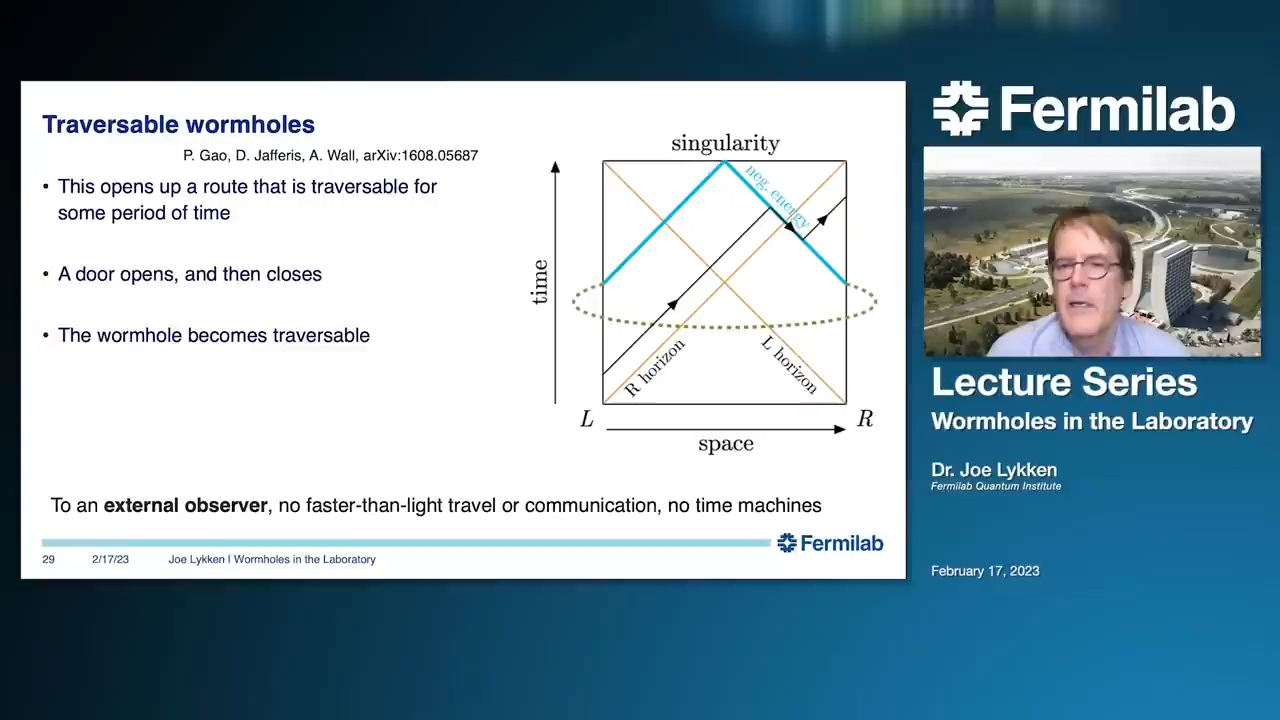 Traversable wormholes
P. Gao, D. Jafferis, A. Wall, arXiv:1608.05687
• This opens up a route that is traversable for
some period of time
• A door opens, and then closes
• The wormhole becomes traversable
singularity
neg. energy
time
R horizon
L horizon
L
R
space
To an external observer, no faster-than-light travel or communication, no time machines
Fermilab
29 2/17/23 Joe Lykken | Wormholes in the Laboratory
Fermilab
Lecture Series
Wormholes in the Laboratory
Dr. Joe Lykken
Fermilab Quantum Institute
February 17, 2023